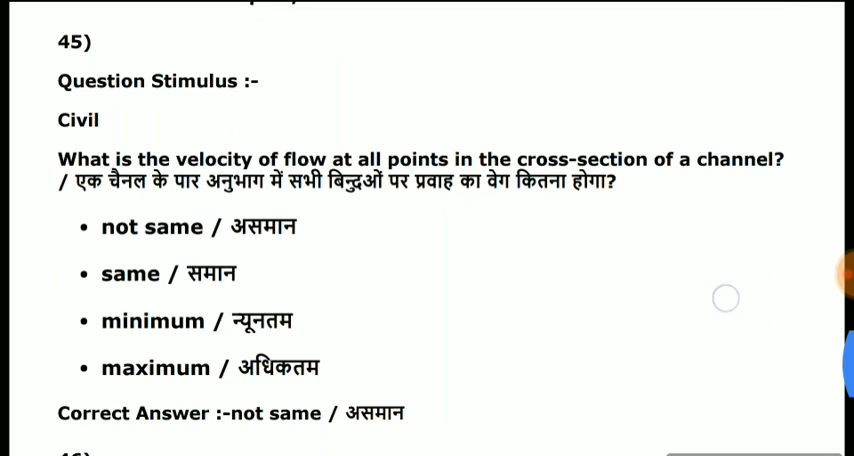 45)
Question Stimulus :-
Civil
What is the velocity of flow at all points in the cross-section of a channel?
/ एक चैनल के पार अनुभाग में सभी बिन्दुओं पर प्रवाह का वेग कितना होगा?
• not same / असमान
• same / समान
• minimum / न्यूनतम
• maximum / अधिकतम
Correct Answer :-not same / असमान